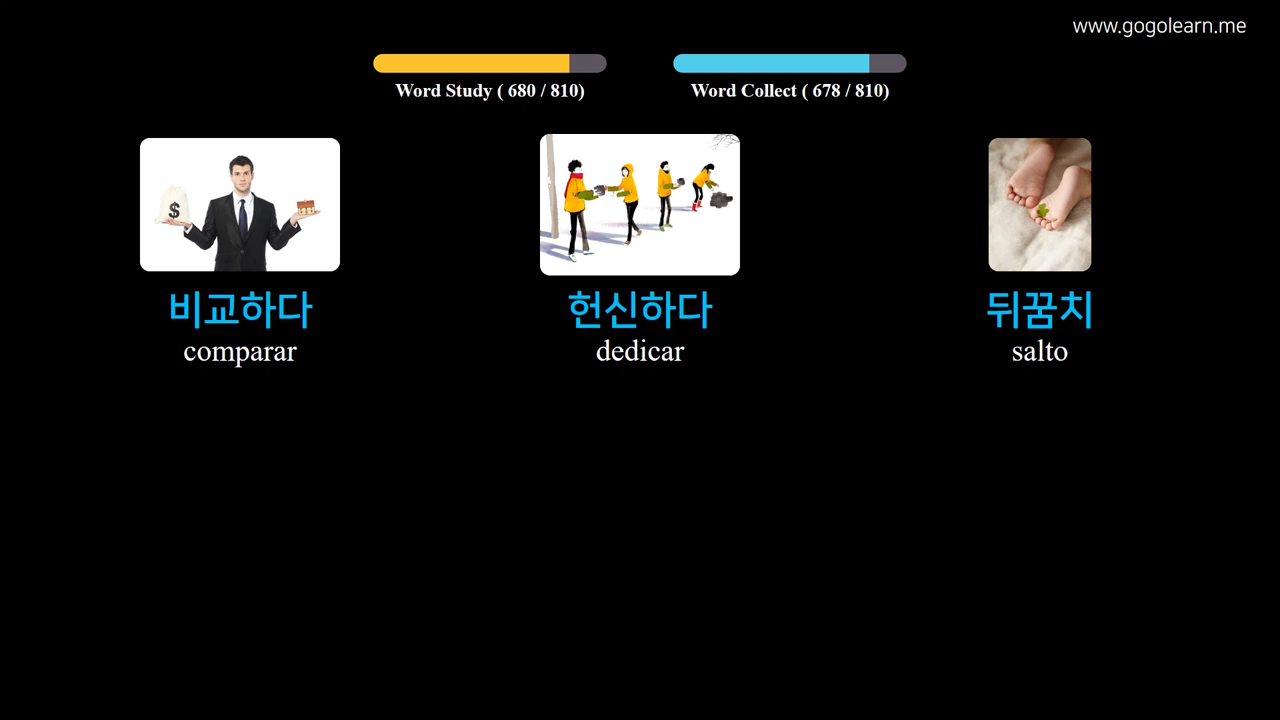 www.gogolearn.me
Word Study ( 680 / 810)
Word Collect ( 678 / 810)
$
비교하다
comparar
헌신하다
dedicar
뒤꿈치
salto